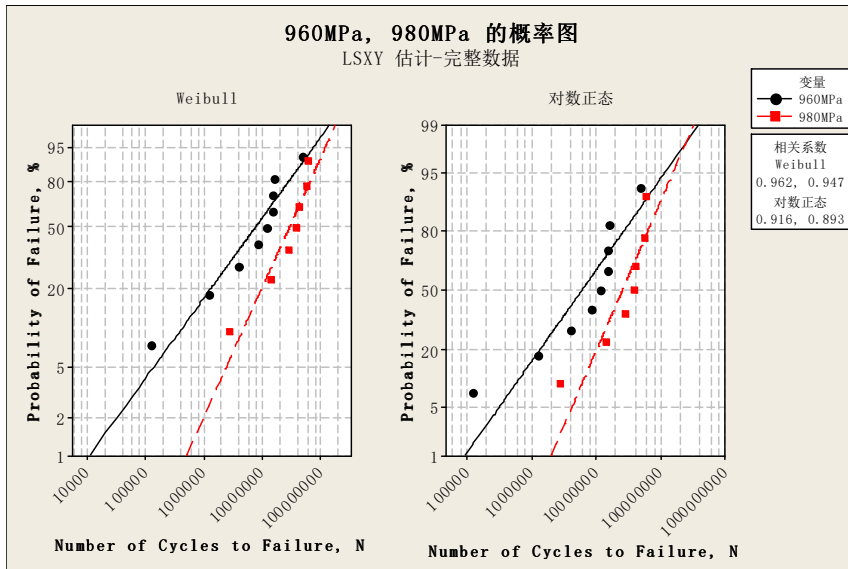 960MPa, 980MPa 的概率图
LSXY 估计-完整数据
Weibull
Probability of Failure, %
95
80
50
20
5
2
1
10000
100000
1000000
10000000
100000000
Number of Cycles to Failure, N
对数正态
Probability of Failure, %
99
95
80
50
20
5
1
100000
1000000
10000000
100000000
1000000000
Number of Cycles to Failure, N
变量
960MPa
980MPa
相关系数
Weibull
0.962, 0.947
对数正态
0.916, 0.893